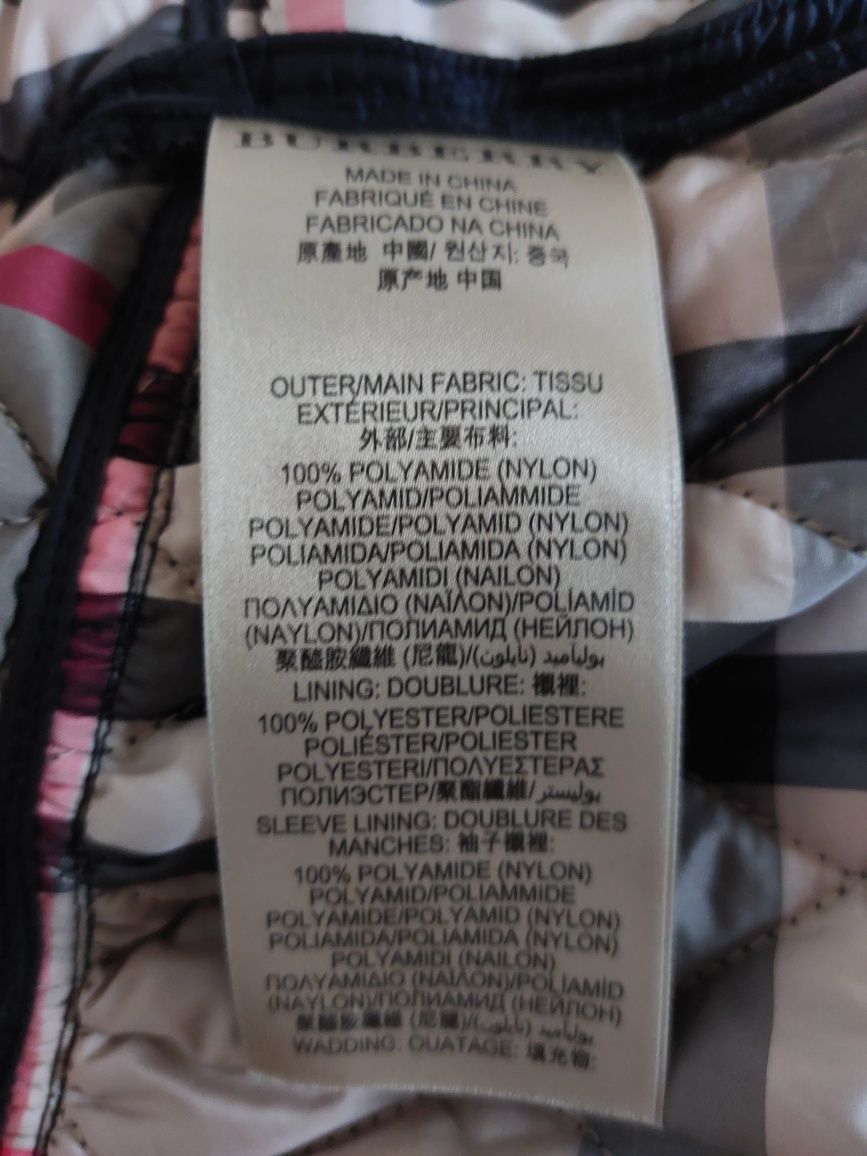 BURBERRY
MADE IN CHINA
FABRIQUÉ EN CHINE
FABRICADO NA CHINA
原產地 中國/ 원산지: 중국
原产地 中国
OUTER/MAIN FABRIC: TISSU
EXTÉRIEUR/PRINCIPAL:
外部/主要布料:
100% POLYAMIDE (NYLON)
POLYAMID/POLIAMMIDE
POLYAMIDE/POLYAMID (NYLON)
POLIAMIDA/POLIAMIDA (NYLON)
POLYAMIDI (NAILON)
ΠΟΛΥΑΜΙΔΙΟ (ΝΑΪΛΟΝ)/POLİAMİD
(NAYLON)/ПОЛИАМИД (НЕЙЛОН)
聚醯胺纖維 (尼龍)/بوليأميد (نايلون)
LINING: DOUBLURE: 襯裡:
100% POLYESTER/POLIESTERE
POLIÉSTER/POLIESTER
POLYESTERI/ΠΟΛΥΕΣΤΕΡΑΣ
ПОЛИЭСТЕР/聚酯纖維/بوليستر
SLEEVE LINING: DOUBLURE DES
MANCHES: 袖子襯裡:
100% POLYAMIDE (NYLON)
POLYAMID/POLIAMMIDE
POLYAMIDE/POLYAMID (NYLON)
POLIAMIDA/POLIAMIDA (NYLON)
POLYAMIDI (NAILON)
ΠΟΛΥΑΜΙΔΙΟ (ΝΑΪΛΟΝ)/POLİAMİD
(NAYLON)/ПОЛИАМИД (НЕЙЛОН)
聚醯胺纖維 (尼龍)/بوليأميد (نايلون)
WADDING: OUATAGE: 填充物: